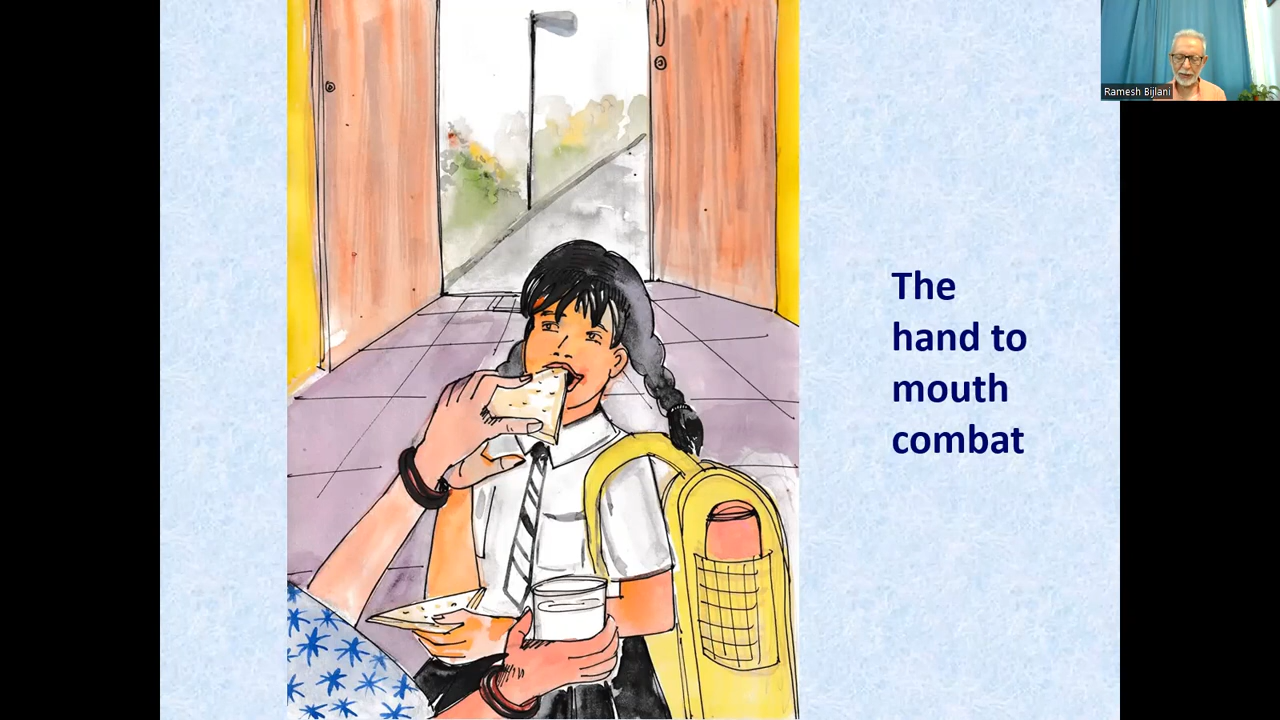 Ramesh Bijlani
The
hand to
mouth
combat